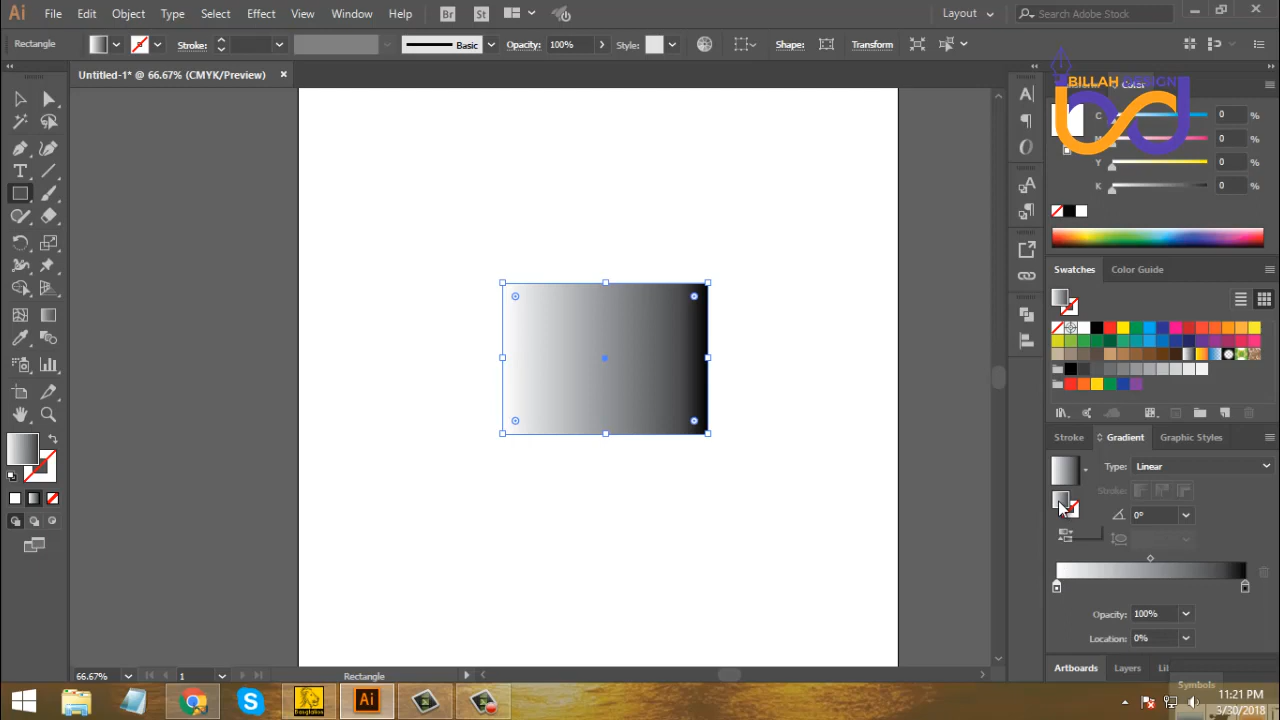 Ai File Edit Object Type Select Effect View Window Help Br St Layout Search Adobe Stock
Rectangle Stroke: Basic Opacity: 100% Style: Shape: Transform
Untitled-1* @ 66.67% (CMYK/Preview)
BILLAH DESIGN
Color
C 0 %
M 0 %
Y 0 %
K 0 %
Swatches Color Guide
Stroke Gradient Graphic Styles
Type: Linear
Stroke:
0°
Opacity: 100%
Location: 0%
Artboards Layers
Symbols
66.67% 1 Rectangle
Ai
11:21 PM
3/30/2018